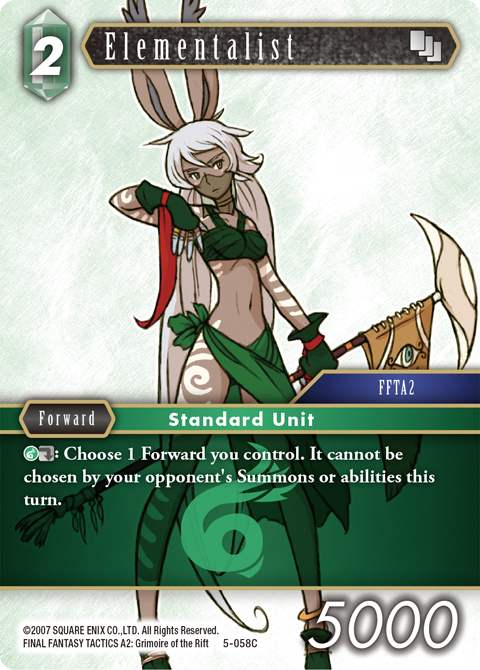 2
Elementalist
FFTA2
Forward
Standard Unit
: Choose 1 Forward you control. It cannot be
chosen by your opponent's Summons or abilities this
turn.
©2007 SQUARE ENIX CO.,LTD. All Rights Reserved.
FINAL FANTASY TACTICS A2: Grimoire of the Rift 5-058C
5000